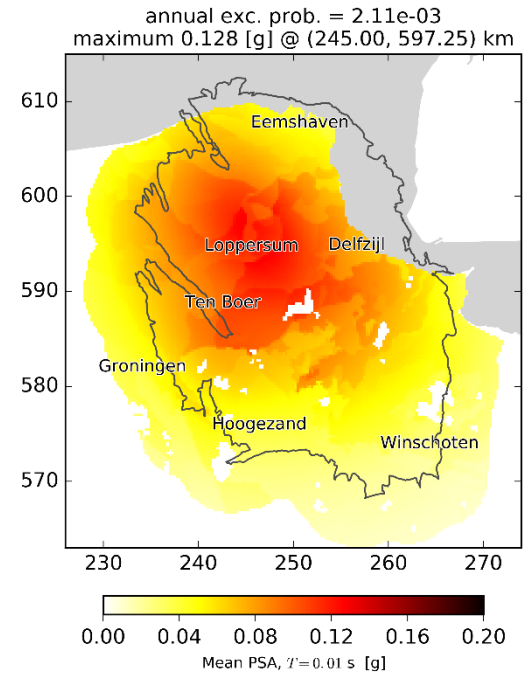 annual exc. prob. = 2.11e-03
maximum 0.128 [g] @ (245.00, 597.25) km
610
Eemshaven
600
Loppersum Delfzijl
590
Ten Boer
Groningen
580
Hoogezand
Winschoten
570
230 240 250 260 270
0.00 0.04 0.08 0.12 0.16 0.20
Mean PSA, T=0.01 s [g]